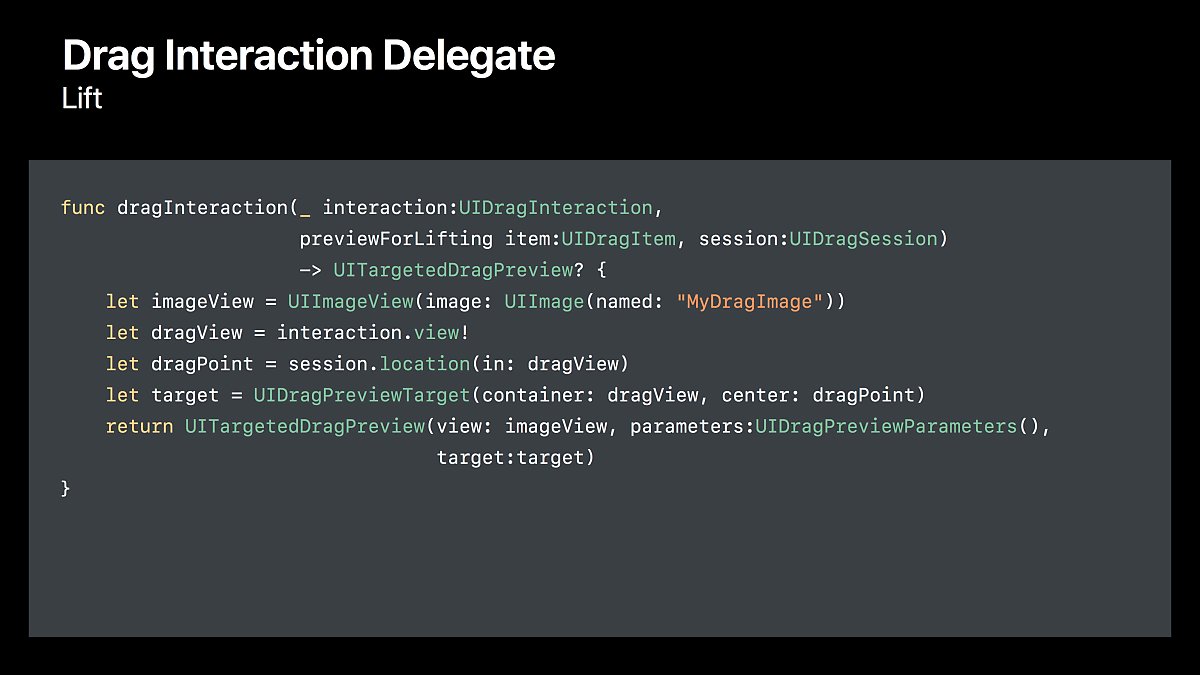 Drag Interaction Delegate
Lift
func dragInteraction(_ interaction:UIDragInteraction,
                     previewForLifting item:UIDragItem, session:UIDragSession)
                     -> UITargetedDragPreview? {
    let imageView = UIImageView(image: UIImage(named: "MyDragImage"))
    let dragView = interaction.view!
    let dragPoint = session.location(in: dragView)
    let target = UIDragPreviewTarget(container: dragView, center: dragPoint)
    return UITargetedDragPreview(view: imageView, parameters:UIDragPreviewParameters(),
                                 target:target)
}